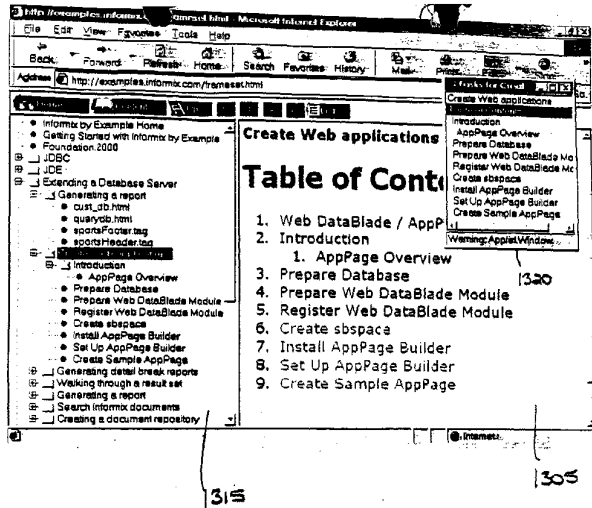 http://examples.informix. amesel.html - Microsoft Internet Explorer
File Edit View Favorites Tools Help
Back Forward Refresh Home Search Favorites History Mail Print
Address http://examples.informix.com/frameset.html
Informix by Example Home
Getting Started with Informix by Example
Foundation.2000
JDBC
JDE
Extending a Database Server
Generating a report
cust_db.html
querydb.html
sportsFooter.tag
sportsHeader.tag
Introduction
AppPage Overview
Prepare Database
Prepare Web DataBlade Module
Register Web DataBlade Module
Create sbspace
Install AppPage Builder
Set Up AppPage Builder
Create Sample AppPage
Generating detail break reports
Walking through a result set
Generating a report
Search Informix documents
Creating a document repository
Create Web applications
Table of Conte
1. Web DataBlade / AppP
2. Introduction
1. AppPage Overview
3. Prepare Database
4. Prepare Web DataBlade Module
5. Register Web DataBlade Module
6. Create sbspace
7. Install AppPage Builder
8. Set Up AppPage Builder
9. Create Sample AppPage
Tasks for Creat
Create Web applications
Introduction
AppPage Overview
Prepare Database
Prepare Web DataBlade Mo
Register Web DataBlade Mc
Create sbspace
Install AppPage Builder
Set Up AppPage Builder
Create Sample AppPage
Warning: Applet Window
320
Internet
315
305